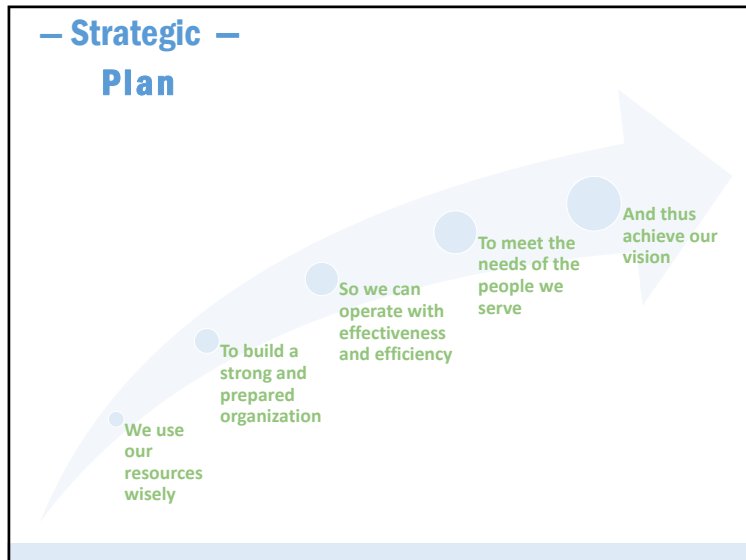 — Strategic —
Plan
We use
our
resources
wisely
To build a
strong and
prepared
organization
So we can
operate with
effectiveness
and efficiency
To meet the
needs of the
people we
serve
And thus
achieve our
vision